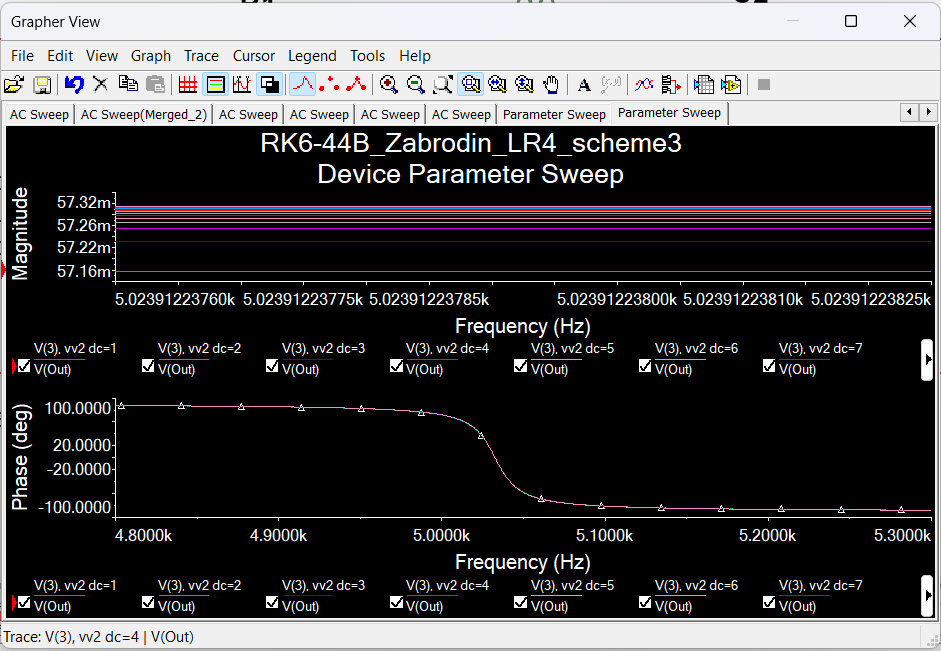 Grapher View
File Edit View Graph Trace Cursor Legend Tools Help
AC Sweep AC Sweep(Merged_2) AC Sweep AC Sweep AC Sweep AC Sweep Parameter Sweep Parameter Sweep
RK6-44B_Zabrodin_LR4_scheme3
Device Parameter Sweep
Magnitude
57.32m
57.26m
57.22m
57.16m
5.02391223760k 5.02391223775k 5.02391223785k 5.02391223800k 5.02391223810k 5.02391223825k
Frequency (Hz)
V(3), vv2 dc=1 V(3), vv2 dc=2 V(3), vv2 dc=3 V(3), vv2 dc=4 V(3), vv2 dc=5 V(3), vv2 dc=6 V(3), vv2 dc=7
V(Out) V(Out) V(Out) V(Out) V(Out) V(Out) V(Out)
Phase (deg)
100.0000
20.0000
-20.0000
-100.0000
4.8000k 4.9000k 5.0000k 5.1000k 5.2000k 5.3000k
Frequency (Hz)
V(3), vv2 dc=1 V(3), vv2 dc=2 V(3), vv2 dc=3 V(3), vv2 dc=4 V(3), vv2 dc=5 V(3), vv2 dc=6 V(3), vv2 dc=7
V(Out) V(Out) V(Out) V(Out) V(Out) V(Out) V(Out)
Trace: V(3), vv2 dc=4 | V(Out)